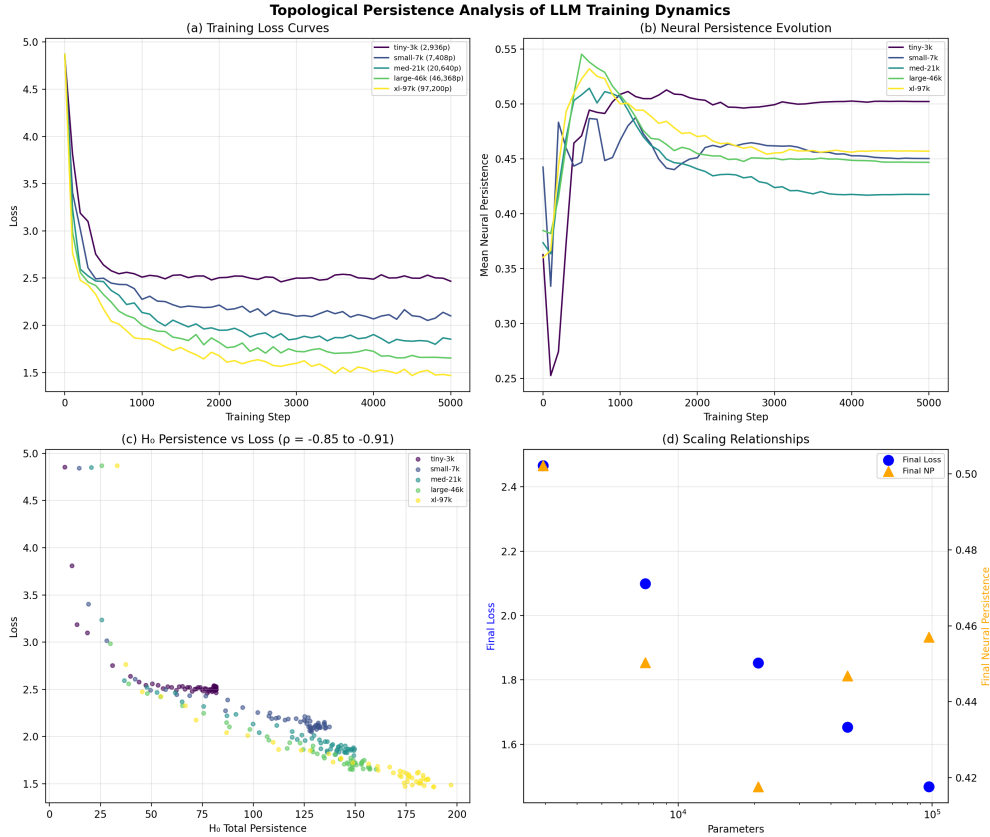 Topological Persistence Analysis of LLM Training Dynamics
(a) Training Loss Curves
5.0
4.5
4.0
3.5
3.0
2.5
2.0
1.5
Loss
0
1000
2000
3000
4000
5000
Training Step
tiny-3k (2,936p)
small-7k (7,408p)
med-21k (20,640p)
large-46k (46,368p)
xl-97k (97,200p)
(b) Neural Persistence Evolution
0.55
0.50
0.45
0.40
0.35
0.30
0.25
Mean Neural Persistence
0
1000
2000
3000
4000
5000
Training Step
tiny-3k
small-7k
med-21k
large-46k
xl-97k
(c) H₀ Persistence vs Loss (ρ = -0.85 to -0.91)
5.0
4.5
4.0
3.5
3.0
2.5
2.0
1.5
Loss
0
25
50
75
100
125
150
175
200
H₀ Total Persistence
tiny-3k
small-7k
med-21k
large-46k
xl-97k
(d) Scaling Relationships
2.4
2.2
2.0
1.8
1.6
Final Loss
10⁴
10⁵
Parameters
Final Loss
Final NP
0.50
0.48
0.46
0.44
0.42
Final Neural Persistence